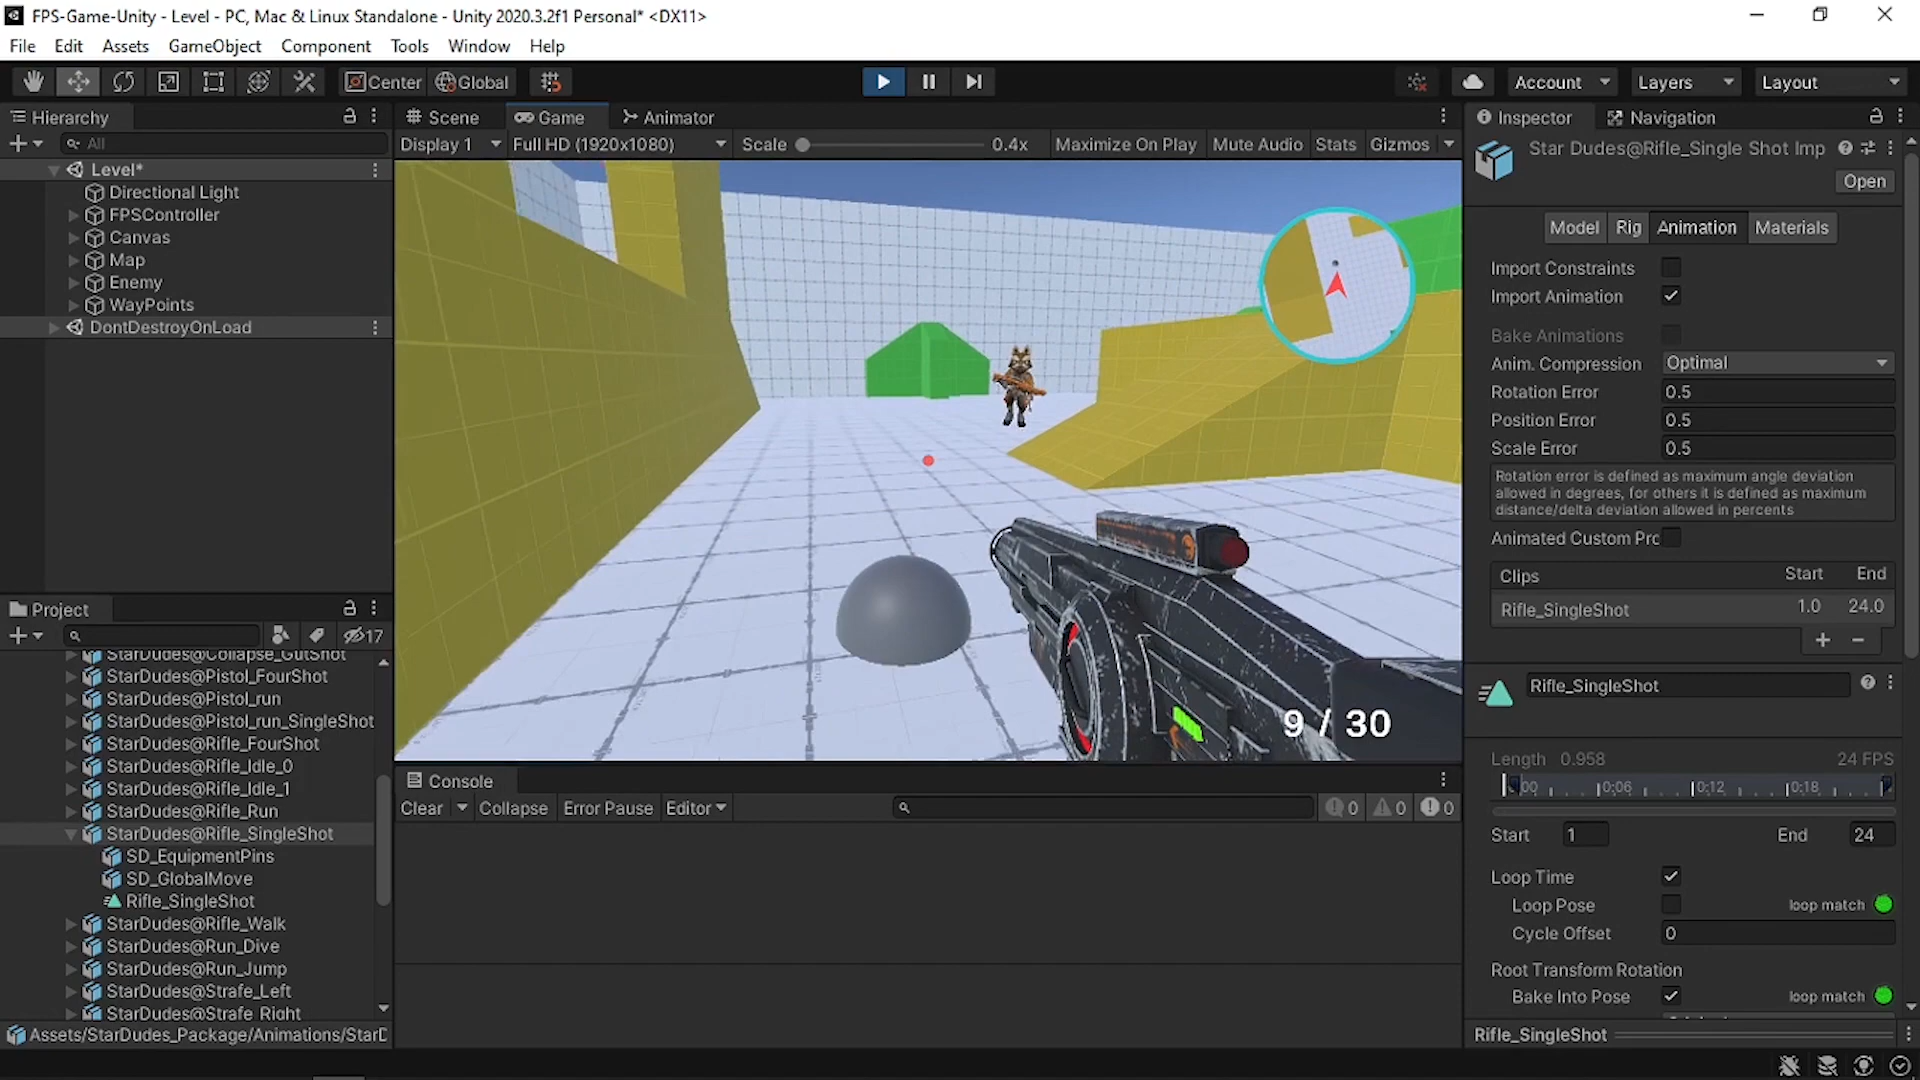 FPS-Game-Unity - Level - PC, Mac & Linux Standalone - Unity 2020.3.2f1 Personal* <DX11>
File Edit Assets GameObject Component Tools Window Help
Center Global Account Layers Layout
Hierarchy
All
Level*
Directional Light
FPSController
Canvas
Map
Enemy
WayPoints
DontDestroyOnLoad
Scene Game Animator
Display 1 Full HD (1920x1080) Scale 0.4x Maximize On Play Mute Audio Stats Gizmos
9 / 30
Project
17
StarDudes@Collapse_GutShot
StarDudes@Pistol_FourShot
StarDudes@Pistol_run
StarDudes@Pistol_run_SingleShot
StarDudes@Rifle_FourShot
StarDudes@Rifle_Idle_0
StarDudes@Rifle_Idle_1
StarDudes@Rifle_Run
StarDudes@Rifle_SingleShot
SD_EquipmentPins
SD_GlobalMove
Rifle_SingleShot
StarDudes@Rifle_Walk
StarDudes@Run_Dive
StarDudes@Run_Jump
StarDudes@Strafe_Left
StarDudes@Strafe_Right
Assets/StarDudes_Package/Animations/StarD
Console
Clear Collapse Error Pause Editor 0 0 0
Inspector Navigation
Star Dudes@Rifle_Single Shot Imp
Open
Model Rig Animation Materials
Import Constraints
Import Animation
Bake Animations
Anim. Compression Optimal
Rotation Error 0.5
Position Error 0.5
Scale Error 0.5
Rotation error is defined as maximum angle deviation
allowed in degrees, for others it is defined as maximum
distance/delta deviation allowed in percents
Animated Custom Prc
Clips Start End
Rifle_SingleShot 1.0 24.0
Rifle_SingleShot
Length 0.958 24 FPS
:00 0:06 0:12 0:18
Start 1 End 24
Loop Time
Loop Pose loop match
Cycle Offset 0
Root Transform Rotation
Bake Into Pose loop match
Rifle_SingleShot